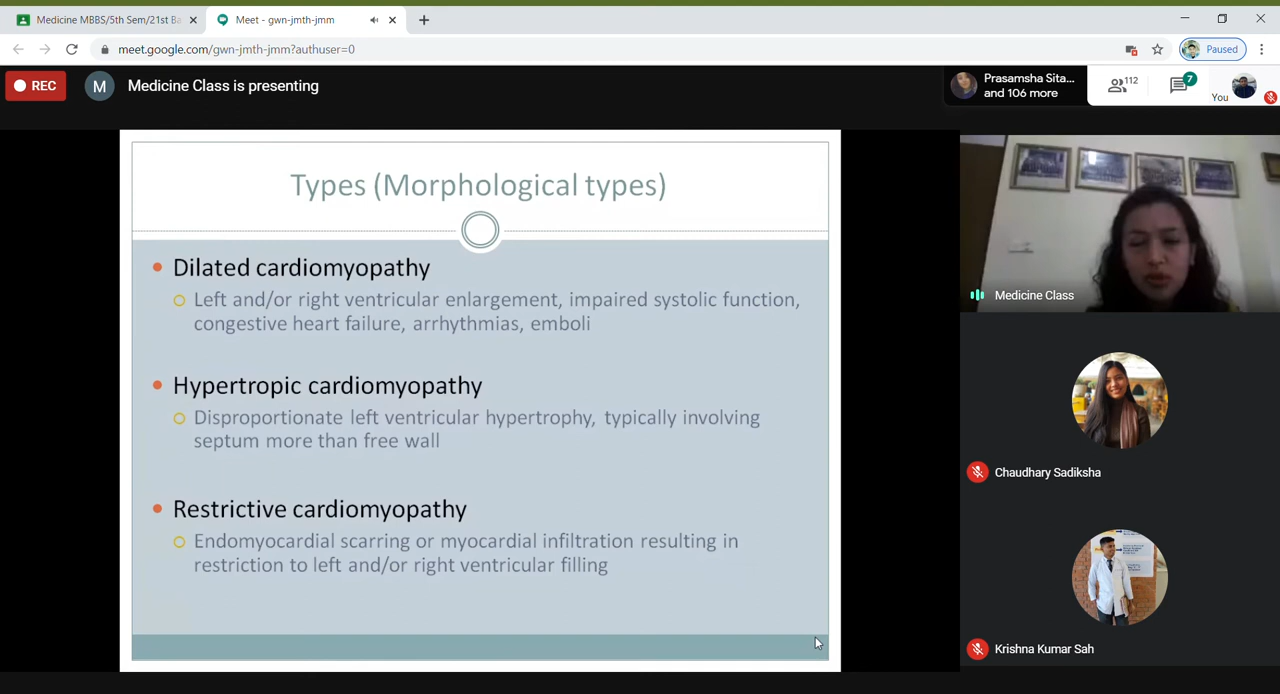 Medicine MBBS/5th Sem/21st Ba
Meet - gwn-jmth-jmm
meet.google.com/gwn-jmth-jmm?authuser=0
Paused
REC
M
Medicine Class is presenting
Prasamsha Sita...
and 106 more
112
7
You
Types (Morphological types)
Dilated cardiomyopathy
Left and/or right ventricular enlargement, impaired systolic function,
congestive heart failure, arrhythmias, emboli
Hypertropic cardiomyopathy
Disproportionate left ventricular hypertrophy, typically involving
septum more than free wall
Restrictive cardiomyopathy
Endomyocardial scarring or myocardial infiltration resulting in
restriction to left and/or right ventricular filling
Medicine Class
Chaudhary Sadiksha
Krishna Kumar Sah